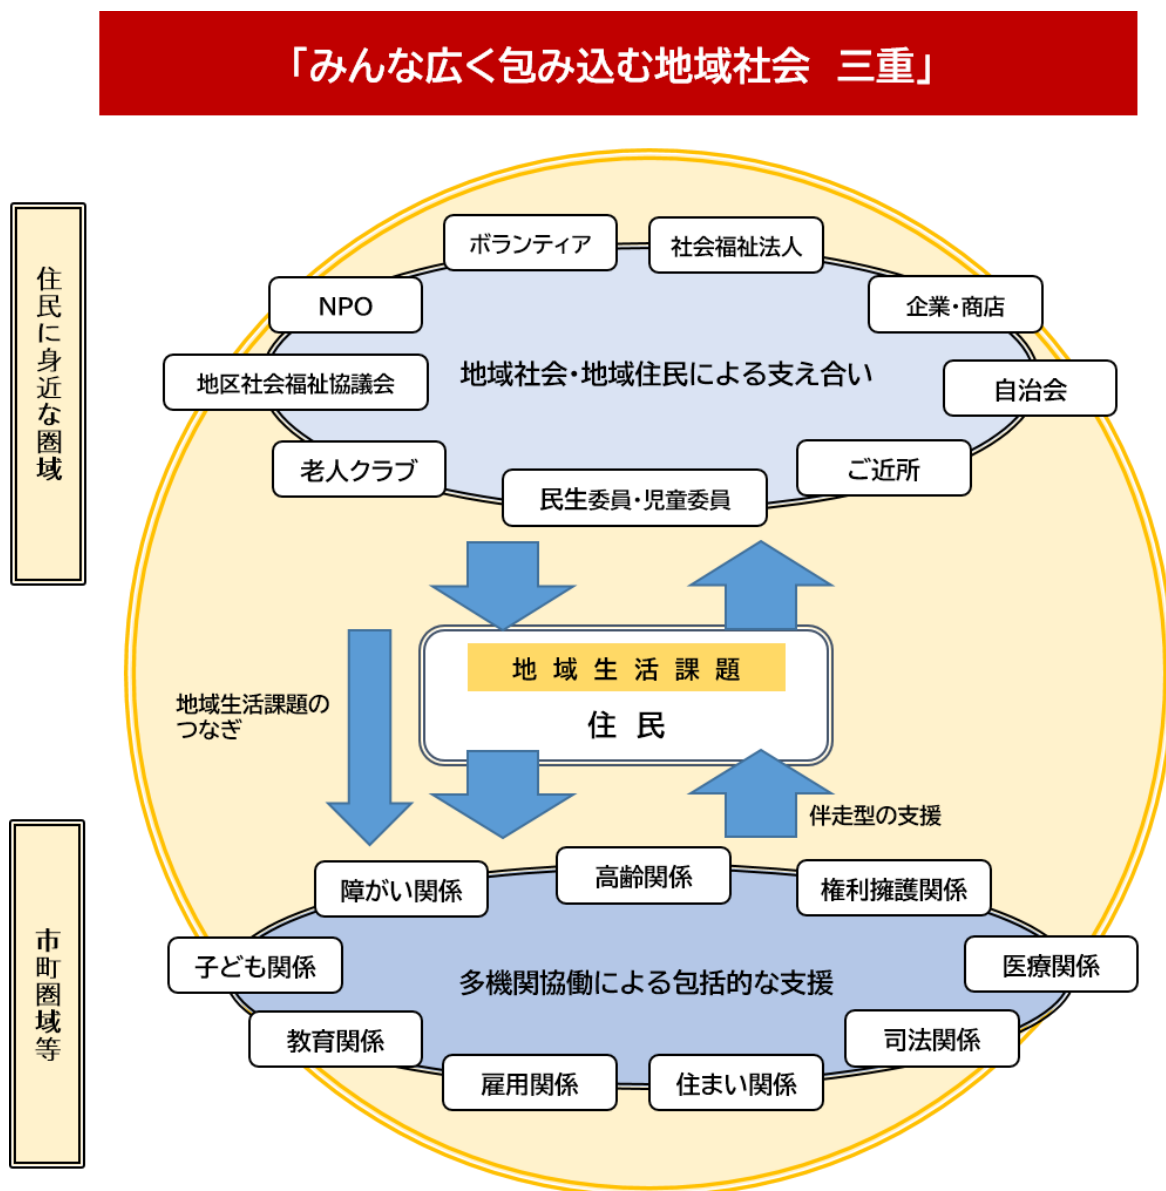 「みんな広く包み込む地域社会　三重」
住民に身近な圏域
ボランティア
社会福祉法人
NPO
企業・商店
地域社会・地域住民による支え合い
地区社会福祉協議会
自治会
老人クラブ
ご近所
民生委員・児童委員
地域生活課題
住民
地域生活課題の
つなぎ
伴走型の支援
市町圏域等
障がい関係
高齢関係
権利擁護関係
子ども関係
医療関係
多機関協働による包括的な支援
教育関係
司法関係
雇用関係
住まい関係